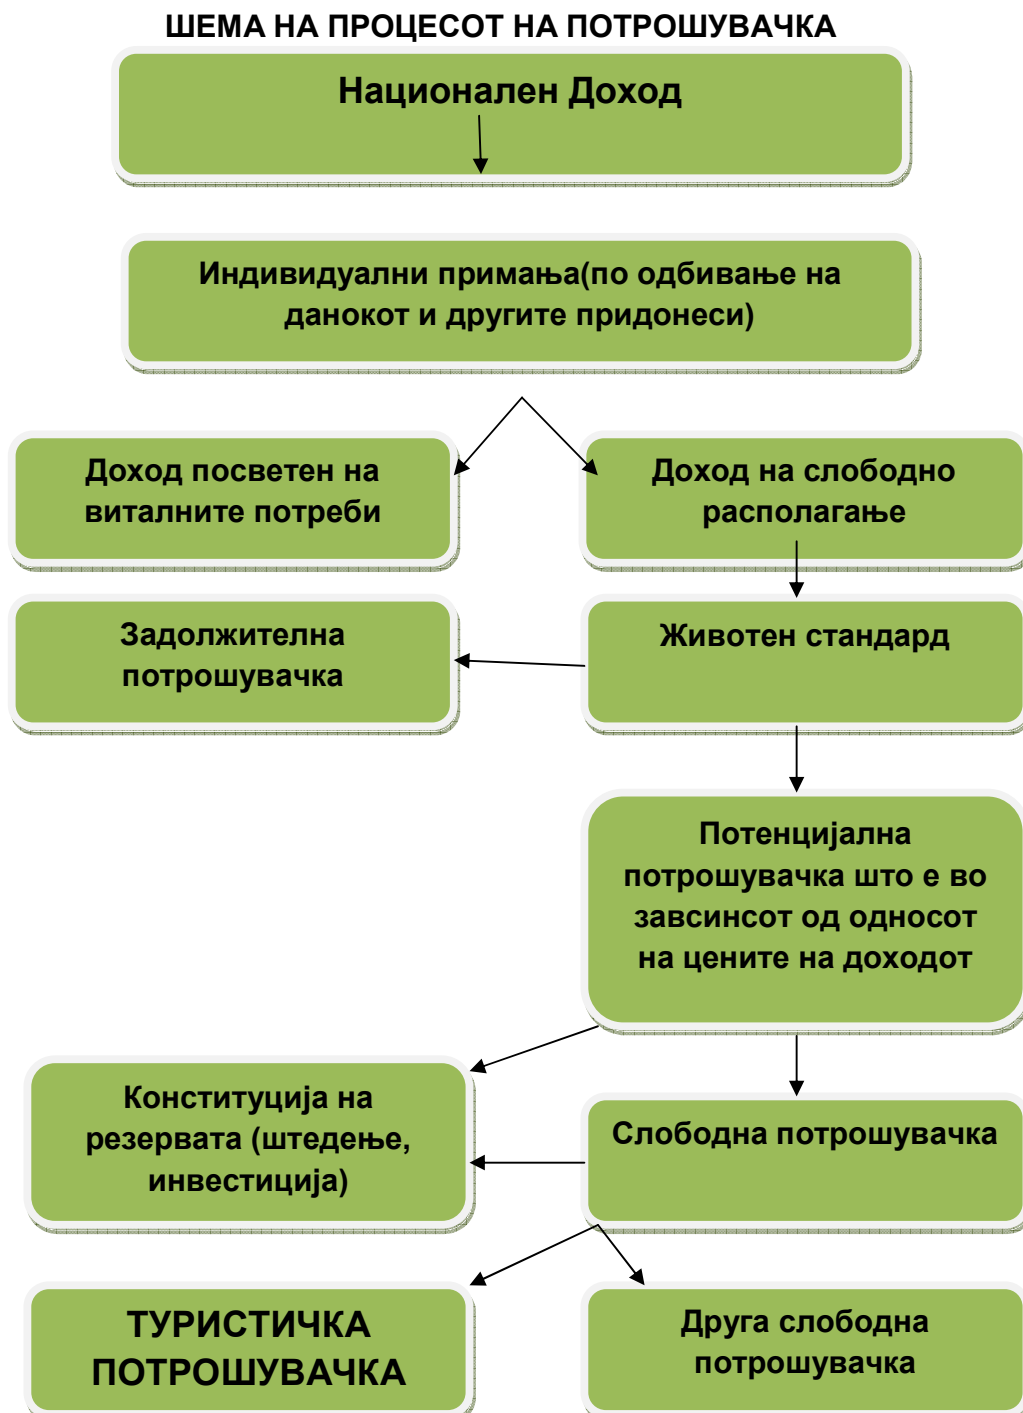 ШЕМА НА ПРОЦЕСОТ НА ПОТРОШУВАЧКА
Национален Доход
Индивидуални примања(по одбивање на
данокот и другите придонеси)
Доход посветен на
виталните потреби
Доход на слободно
располагање
Задолжителна
потрошувачка
Животен стандард
Потенцијална
потрошувачка што е во
завсинсот од односот
на цените на доходот
Конституција на
резервата (штедење,
инвестиција)
Слободна потрошувачка
ТУРИСТИЧКА
ПОТРОШУВАЧКА
Друга слободна
потрошувачка